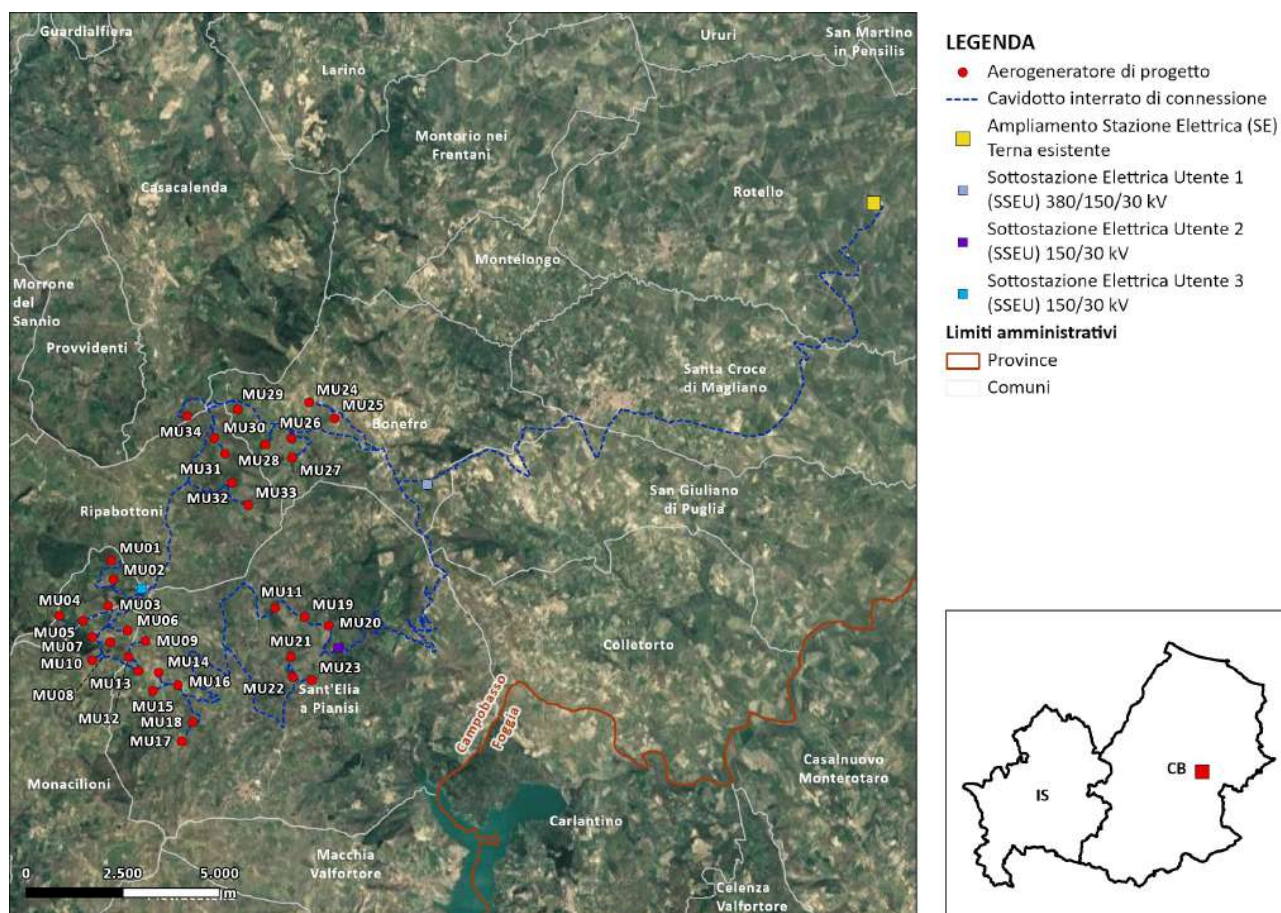 Guardialfiera
Ururi
San Martino
in Pensilis
Larino
Montorio nei
Frentani
Casacalenda
Rotello
Montelongo
Morrone
del
Sannio
Provvidenti
Santa Croce
di Magliano
MU29
MU24
MU25
Bonefro
MU34
MU30
MU26
MU31
MU28
MU27
MU32
MU33
San Giuliano
di Puglia
Ripabottoni
MU01
MU02
MU04
MU03
MU11
MU19
MU06
MU20
MU05
MU09
MU07
MU21
Colletorto
MU10
MU14
MU23
MU08
MU13
MU16
MU22
Sant'Elia
a Pianisi
MU15
MU12
MU18
MU17
Campobasso
Foggia
Casalnuovo
Monterotaro
Monacilioni
Carlantino
Macchia
Valfortore
Celenza
Valfortore
0 2.500 5.000
m
LEGENDA
Aerogeneratore di progetto
Cavidotto interrato di connessione
Ampliamento Stazione Elettrica (SE)
Terna esistente
Sottostazione Elettrica Utente 1
(SSEU) 380/150/30 kV
Sottostazione Elettrica Utente 2
(SSEU) 150/30 kV
Sottostazione Elettrica Utente 3
(SSEU) 150/30 kV
Limiti amministrativi
Province
Comuni
CB
IS